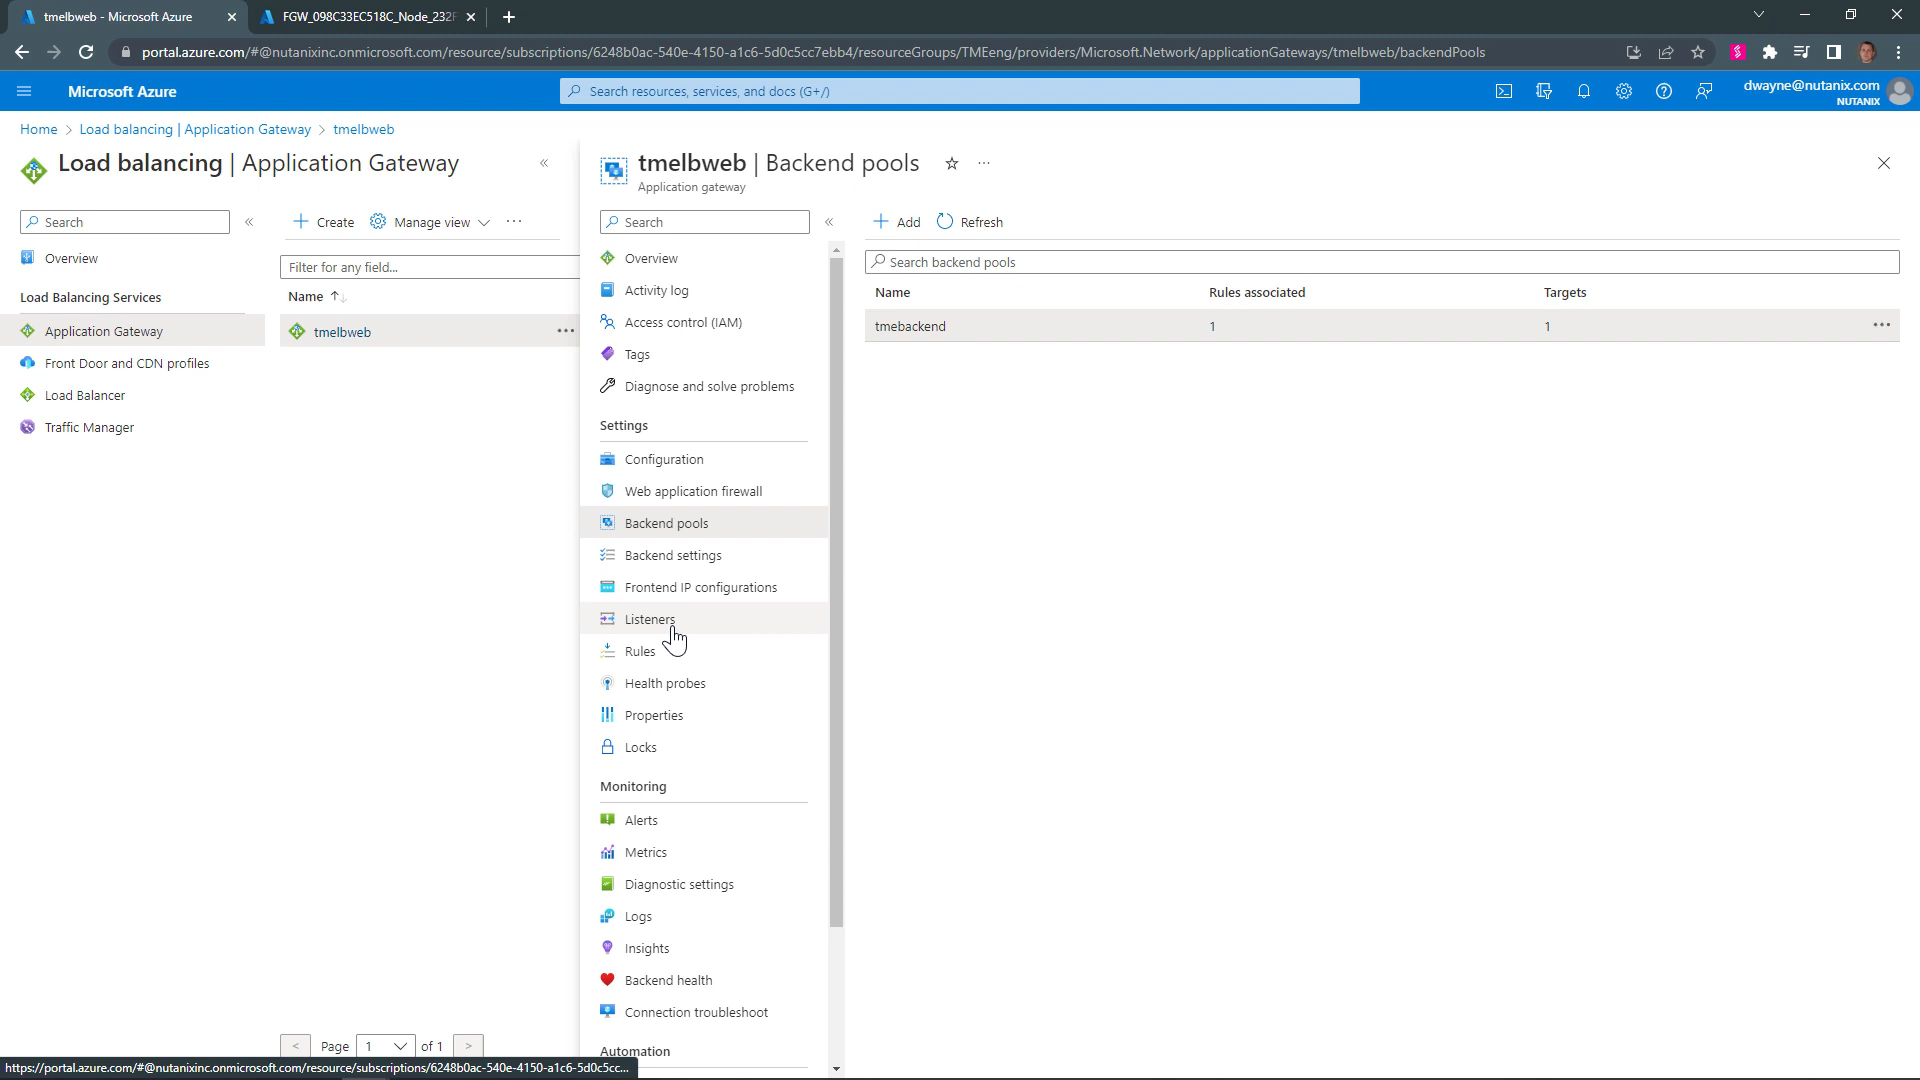 tmelbweb - Microsoft Azure
FGW_098C33EC518C_Node_232F
portal.azure.com/#@nutanixinc.onmicrosoft.com/resource/subscriptions/6248b0ac-540e-4150-a1c6-5d0c5cc7ebb4/resourceGroups/TMEeng/providers/Microsoft.Network/applicationGateways/tmelbweb/backendPools
Microsoft Azure
Search resources, services, and docs (G+/)
dwayne@nutanix.com
NUTANIX
Home > Load balancing | Application Gateway > tmelbweb
Load balancing | Application Gateway
Search
Overview
Load Balancing Services
Application Gateway
Front Door and CDN profiles
Load Balancer
Traffic Manager
Create
Manage view
Filter for any field...
Name
tmelbweb
< Page 1 of 1 >
tmelbweb | Backend pools
Application gateway
Search
Overview
Activity log
Access control (IAM)
Tags
Diagnose and solve problems
Settings
Configuration
Web application firewall
Backend pools
Backend settings
Frontend IP configurations
Listeners
Rules
Health probes
Properties
Locks
Monitoring
Alerts
Metrics
Diagnostic settings
Logs
Insights
Backend health
Connection troubleshoot
Automation
Add Refresh
Search backend pools
Name Rules associated Targets
tmebackend 1 1
https://portal.azure.com/#@nutanixinc.onmicrosoft.com/resource/subscriptions/6248b0ac-540e-4150-a1c6-5d0c5cc...